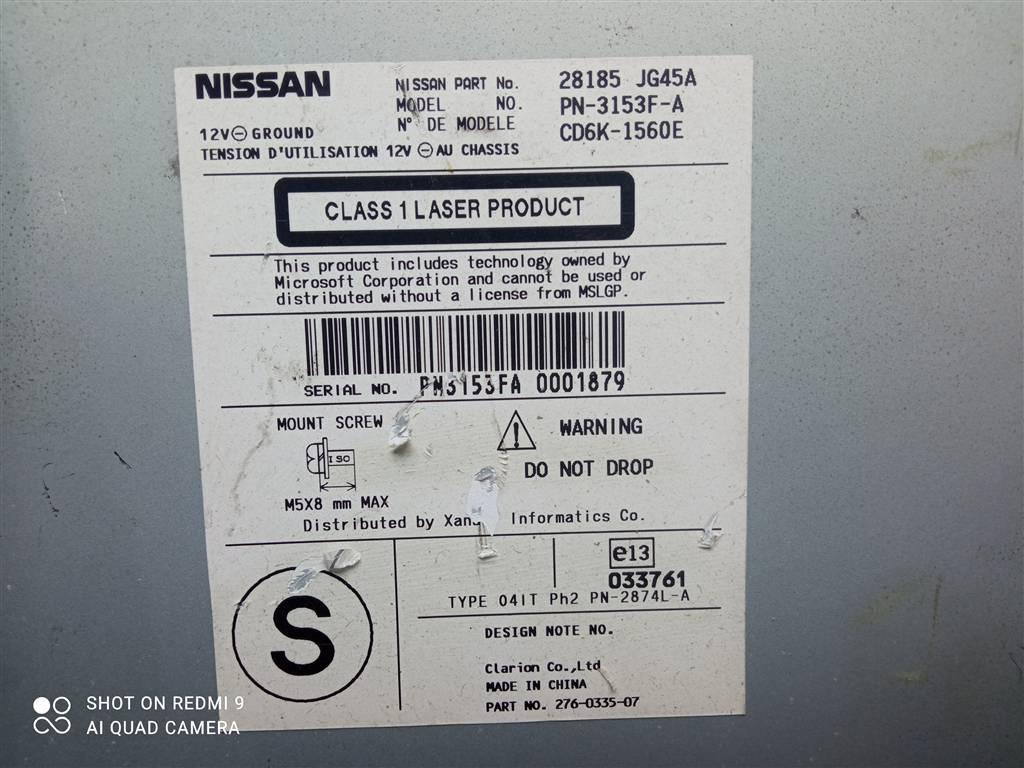 NISSAN
NISSAN PART No. 28185 JG45A
MODEL NO. PN-3153F-A
N° DE MODELE CD6K-1560E
12V⊖GROUND
TENSION D'UTILISATION 12V ⊖AU CHASSIS
CLASS 1 LASER PRODUCT
This product includes technology owned by
Microsoft Corporation and cannot be used or
distributed without a license from MSLGP.
SERIAL NO. PN3153FA 0001879
MOUNT SCREW
ISO
M5X8 mm MAX
WARNING
DO NOT DROP
Distributed by Informatics Co.
S
e13
033761
TYPE 04IT Ph2 PN-2874L-A
DESIGN NOTE NO.
Clarion Co.,Ltd
MADE IN CHINA
PART NO. 276-0335-07
SHOT ON REDMI 9
AI QUAD CAMERA